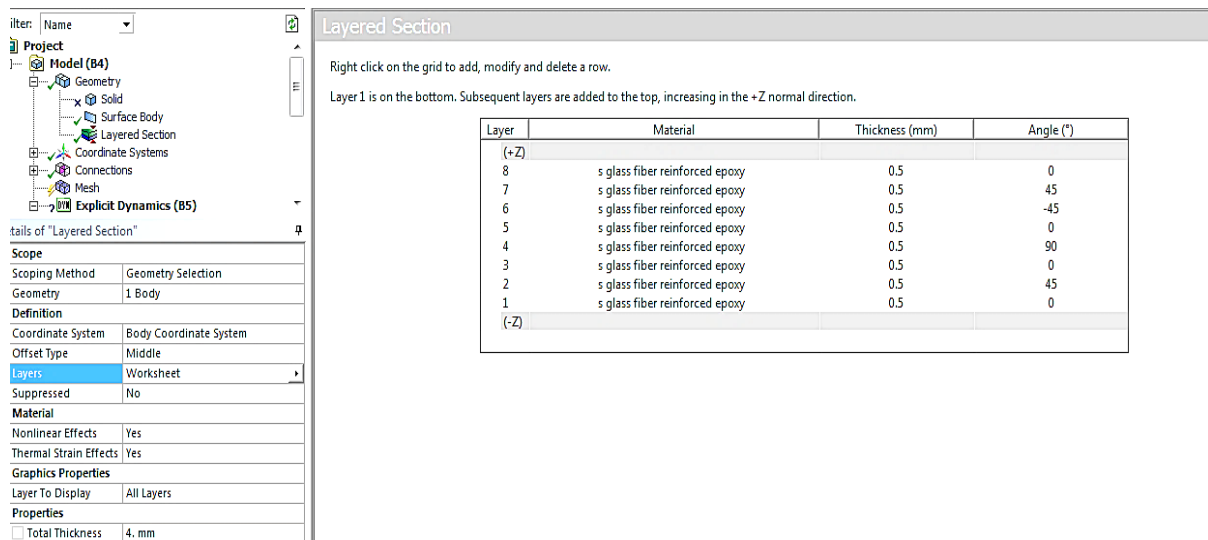 ilter: Name
Project
Model (B4)
Geometry
Solid
Surface Body
Layered Section
Coordinate Systems
Connections
Mesh
Explicit Dynamics (B5)
tails of "Layered Section"
Scope
Scoping Method Geometry Selection
Geometry 1 Body
Definition
Coordinate System Body Coordinate System
Offset Type Middle
Layers Worksheet
Suppressed No
Material
Nonlinear Effects Yes
Thermal Strain Effects Yes
Graphics Properties
Layer To Display All Layers
Properties
Total Thickness 4. mm
Layered Section
Right click on the grid to add, modify and delete a row.
Layer 1 is on the bottom. Subsequent layers are added to the top, increasing in the +Z normal direction.
Layer Material Thickness (mm) Angle (°)
(+Z)
8 s glass fiber reinforced epoxy 0.5 0
7 s glass fiber reinforced epoxy 0.5 45
6 s glass fiber reinforced epoxy 0.5 -45
5 s glass fiber reinforced epoxy 0.5 0
4 s glass fiber reinforced epoxy 0.5 90
3 s glass fiber reinforced epoxy 0.5 0
2 s glass fiber reinforced epoxy 0.5 45
1 s glass fiber reinforced epoxy 0.5 0
(-Z)